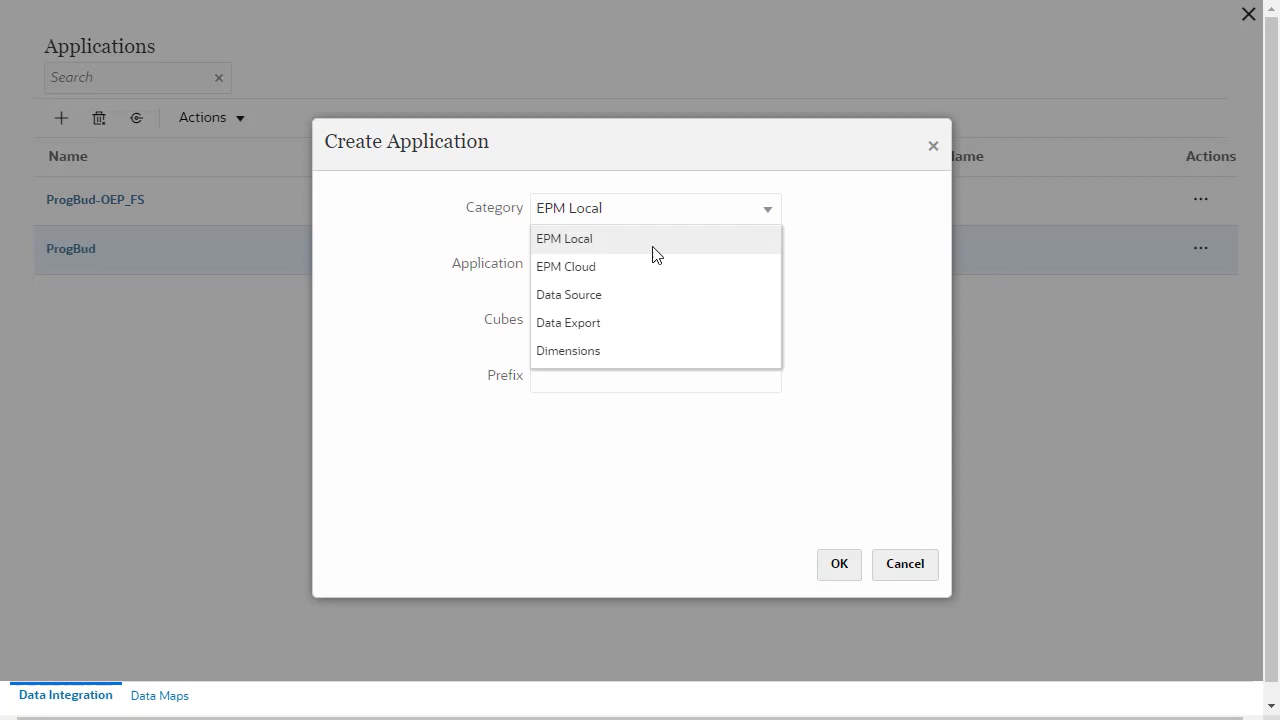 Applications
Search
Actions
Create Application
Name
Actions
Category EPM Local
ProgBud-OEP_FS
EPM Local
ProgBud
Application
EPM Cloud
Data Source
Cubes
Data Export
Dimensions
Prefix
OK Cancel
Data Integration Data Maps